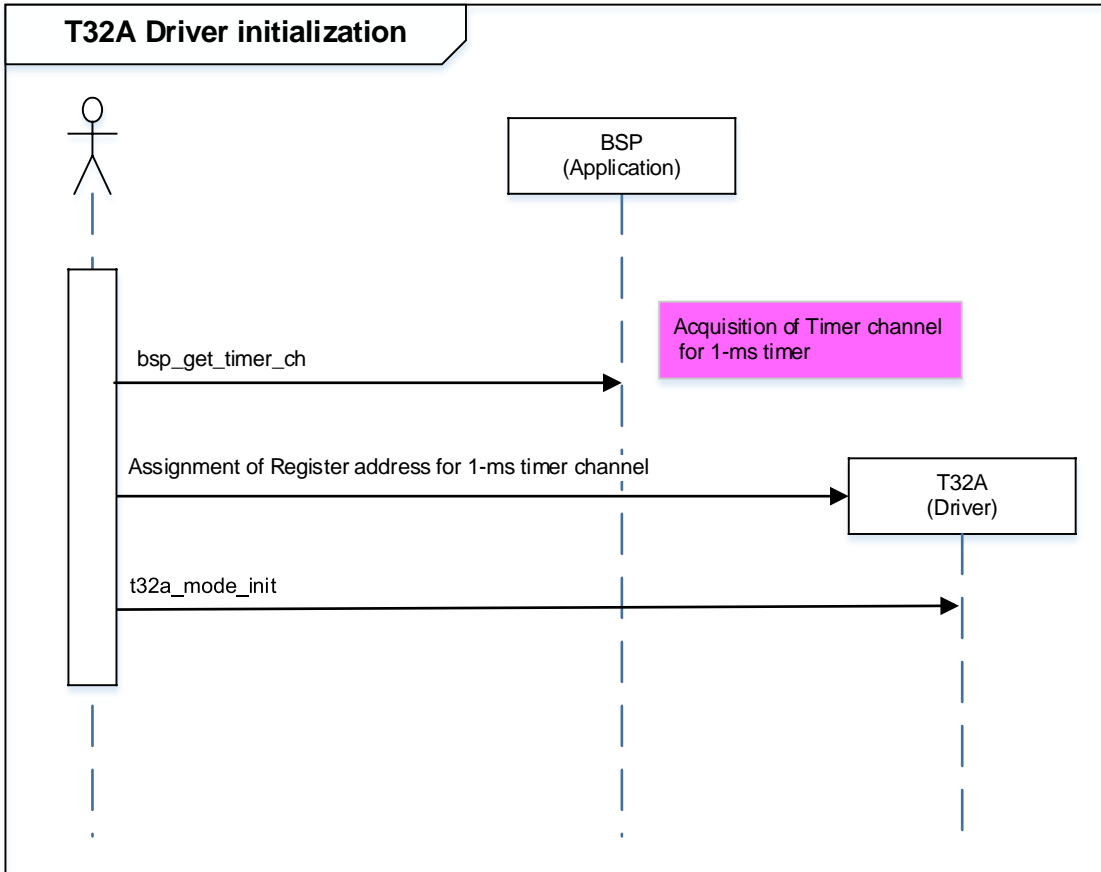 T32A Driver initialization
BSP
(Application)
Acquisition of Timer channel
for 1-ms timer
bsp_get_timer_ch
Assignment of Register address for 1-ms timer channel
T32A
(Driver)
t32a_mode_init